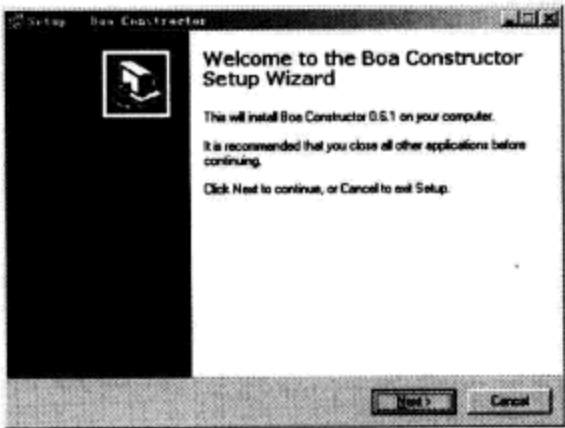 Setup Boa Constructor
Welcome to the Boa Constructor
Setup Wizard
This will install Boa Constructor 0.6.1 on your computer.
It is recommended that you close all other applications before
continuing.
Click Next to continue, or Cancel to exit Setup.
Next >
Cancel